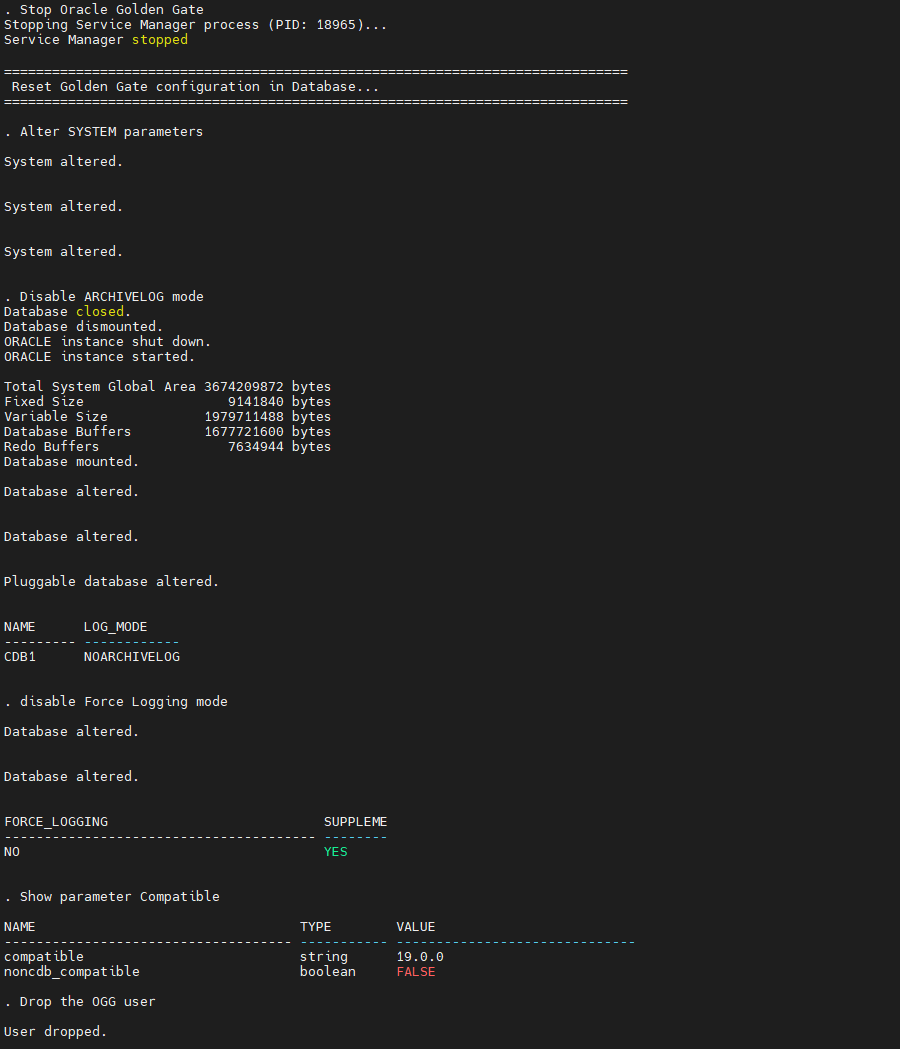 . Stop Oracle Golden Gate
Stopping Service Manager process (PID: 18965)...
Service Manager stopped
==============================================================================
 Reset Golden Gate configuration in Database...
==============================================================================
. Alter SYSTEM parameters
System altered.
System altered.
System altered.
. Disable ARCHIVELOG mode
Database closed.
Database dismounted.
ORACLE instance shut down.
ORACLE instance started.
Total System Global Area 3674209872 bytes
Fixed Size                  9141840 bytes
Variable Size            1979711488 bytes
Database Buffers         1677721600 bytes
Redo Buffers                7634944 bytes
Database mounted.
Database altered.
Database altered.
Pluggable database altered.
NAME      LOG_MODE
--------- ------------
CDB1      NOARCHIVELOG
. disable Force Logging mode
Database altered.
Database altered.
FORCE_LOGGING                           SUPPLEME
--------------------------------------- --------
NO                                      YES
. Show parameter Compatible
NAME                                 TYPE        VALUE
------------------------------------ ----------- ------------------------------
compatible                           string      19.0.0
noncdb_compatible                    boolean     FALSE
. Drop the OGG user
User dropped.